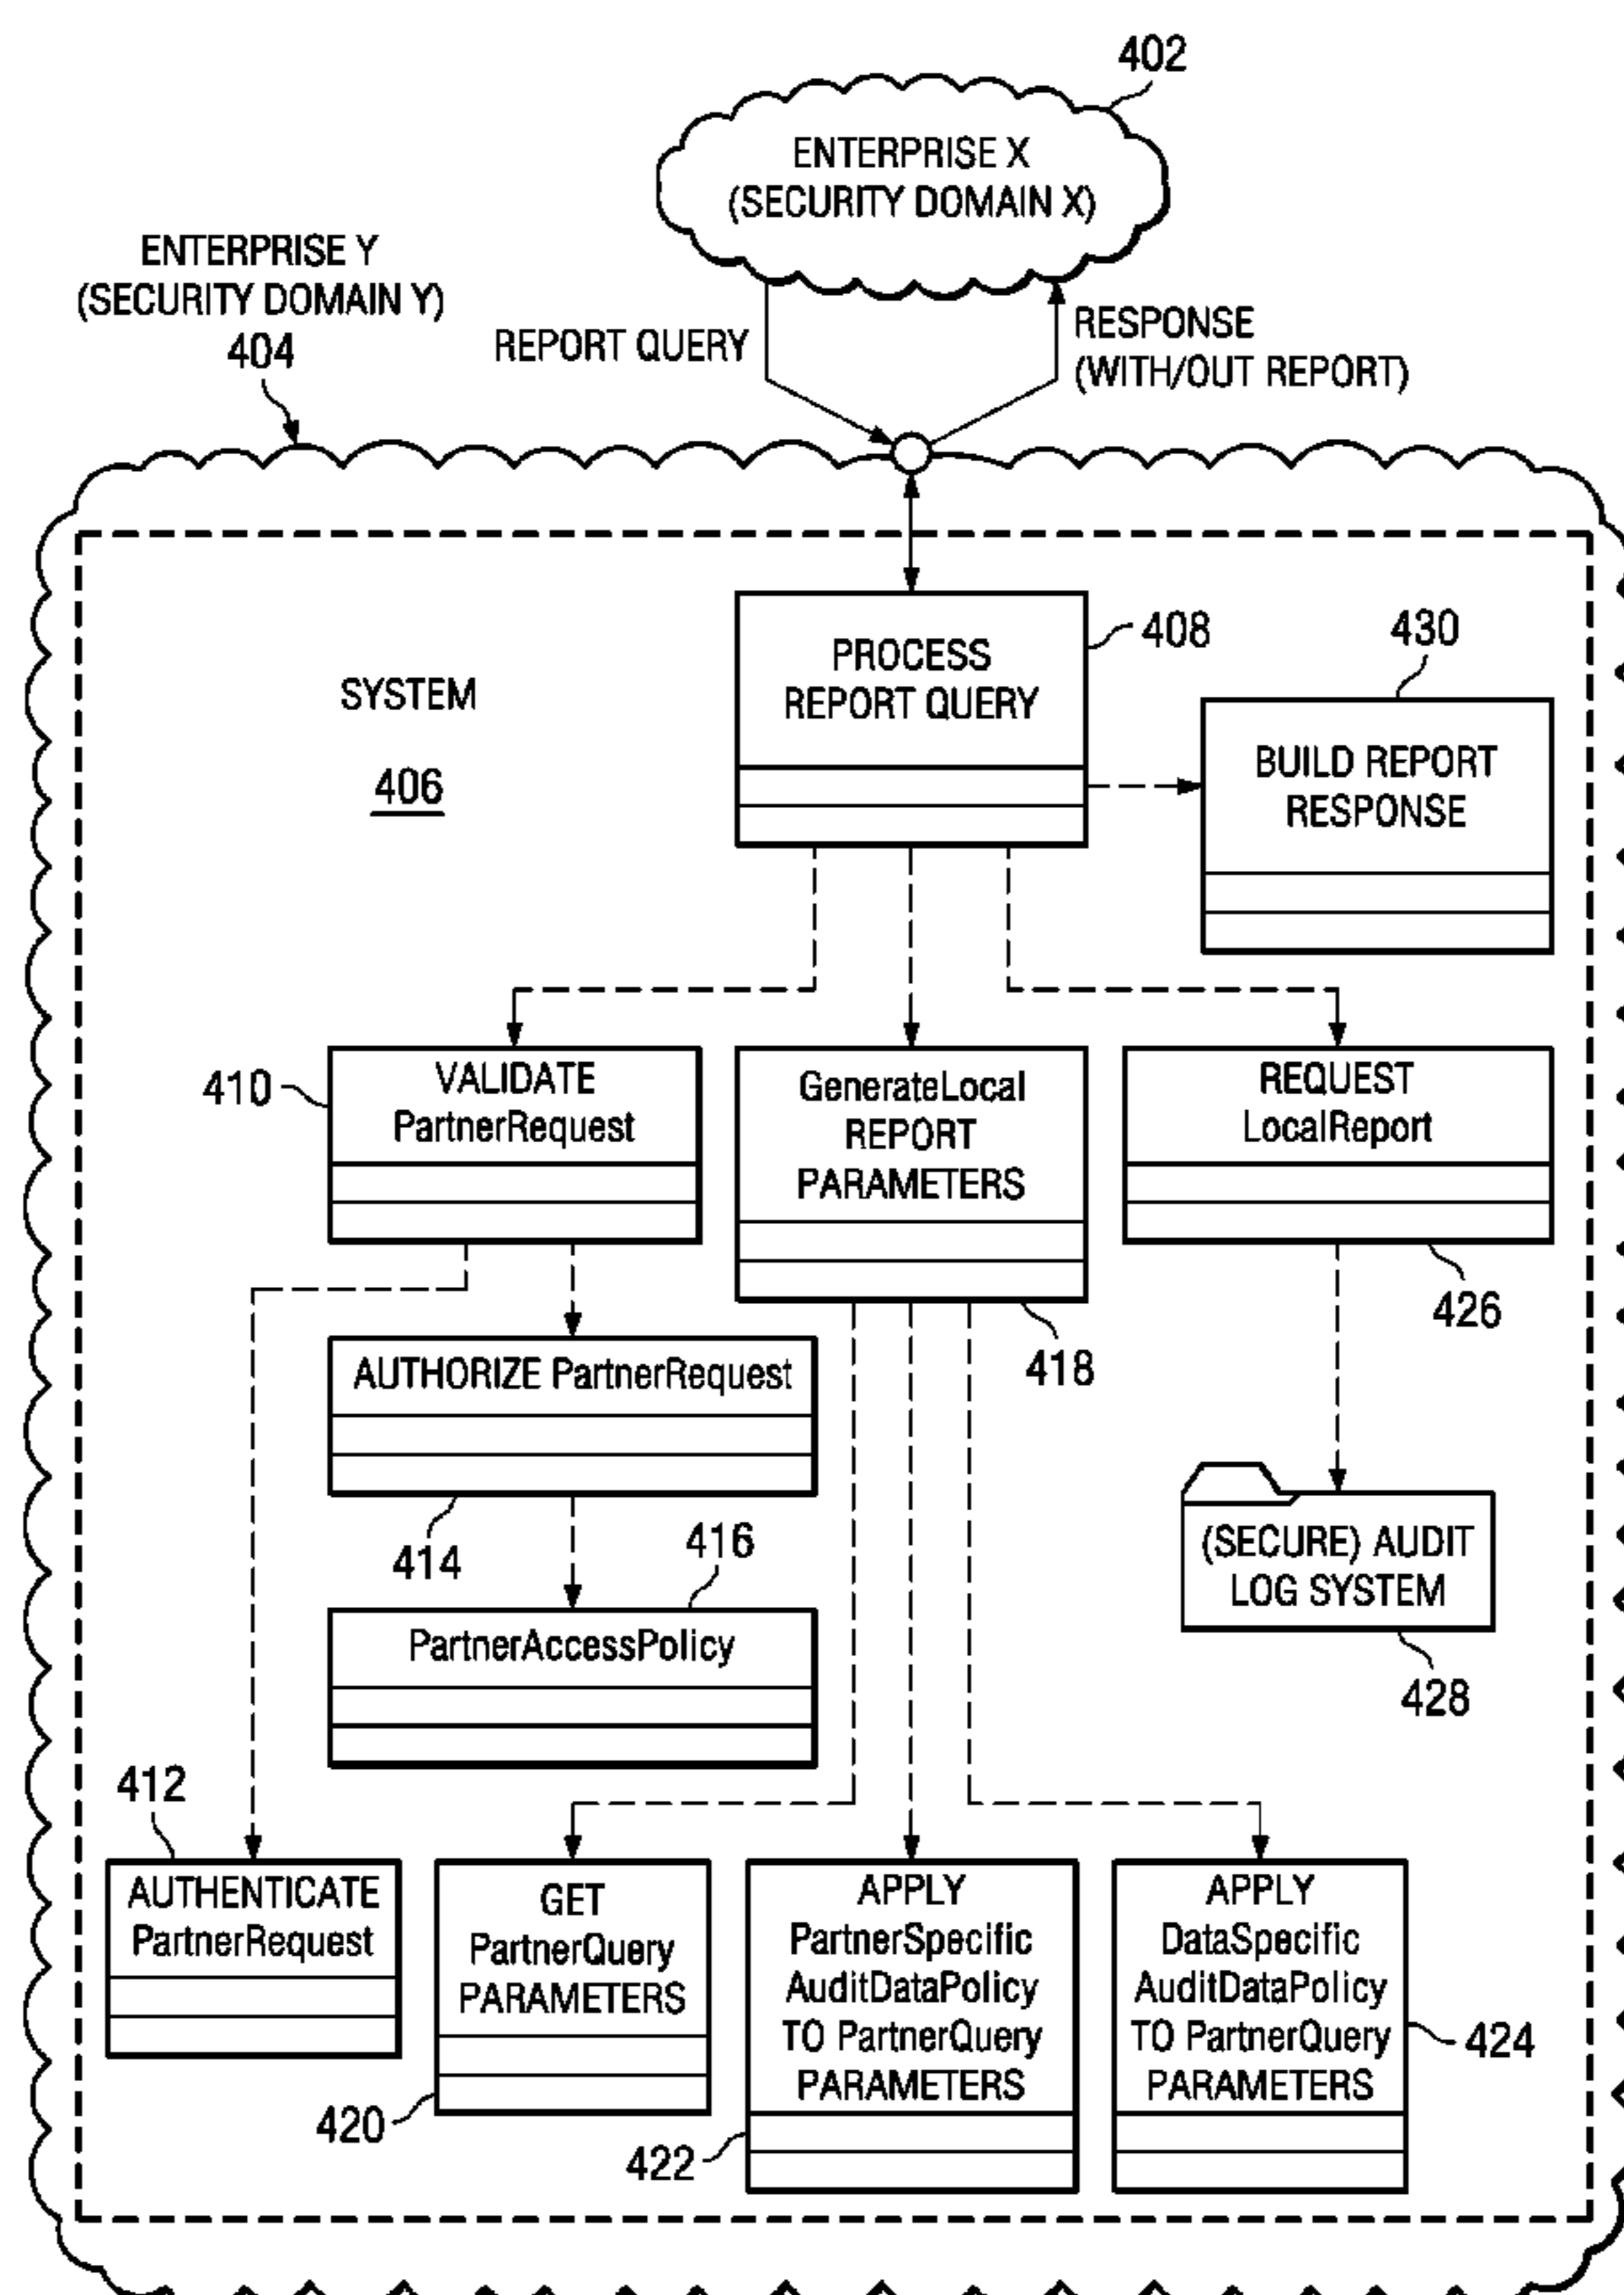 402
ENTERPRISE X
(SECURITY DOMAIN X)
ENTERPRISE Y
(SECURITY DOMAIN Y)
404
REPORT QUERY
RESPONSE
(WITH/OUT REPORT)
SYSTEM
406
PROCESS
REPORT QUERY
408
430
BUILD REPORT
RESPONSE
410
VALIDATE
PartnerRequest
GenerateLocal
REPORT
PARAMETERS
418
REQUEST
LocalReport
426
AUTHORIZE PartnerRequest
414
416
PartnerAccessPolicy
(SECURE) AUDIT
LOG SYSTEM
428
412
AUTHENTICATE
PartnerRequest
GET
PartnerQuery
PARAMETERS
420
APPLY
PartnerSpecific
AuditDataPolicy
TO PartnerQuery
PARAMETERS
422
APPLY
DataSpecific
AuditDataPolicy
TO PartnerQuery
PARAMETERS
424